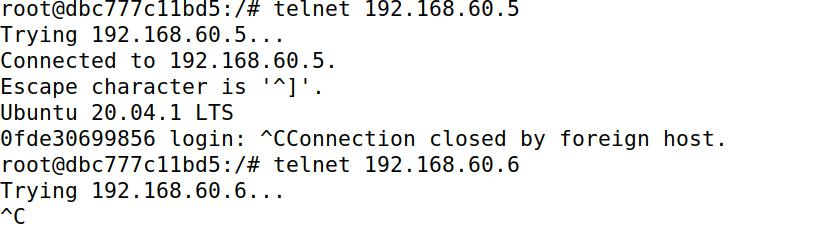 root@dbc777c11bd5:/# telnet 192.168.60.5
Trying 192.168.60.5...
Connected to 192.168.60.5.
Escape character is '^]'.
Ubuntu 20.04.1 LTS
0fde30699856 login: ^CConnection closed by foreign host.
root@dbc777c11bd5:/# telnet 192.168.60.6
Trying 192.168.60.6...
^C